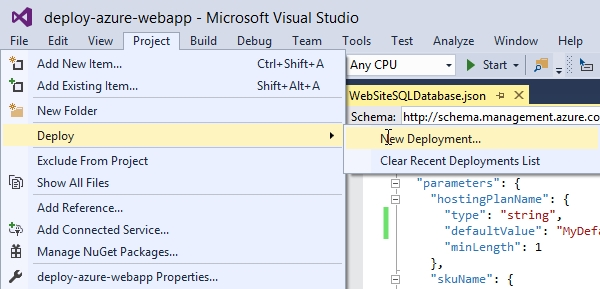 deploy-azure-webapp - Microsoft Visual Studio
File Edit View Project Build Debug Team Tools Test Analyze Window Help
Add New Item... Ctrl+Shift+A
Add Existing Item... Shift+Alt+A
New Folder
Deploy
Exclude From Project
Show All Files
Add Reference...
Add Connected Service...
Manage NuGet Packages...
deploy-azure-webapp Properties...
Any CPU Start
WebSiteSQLDatabase.json
Schema: http://schema.management.azure.co
New Deployment...
Clear Recent Deployments List
"parameters": {
"hostingPlanName": {
"type": "string",
"defaultValue": "MyDefa
"minLength": 1
},
"skuName": {